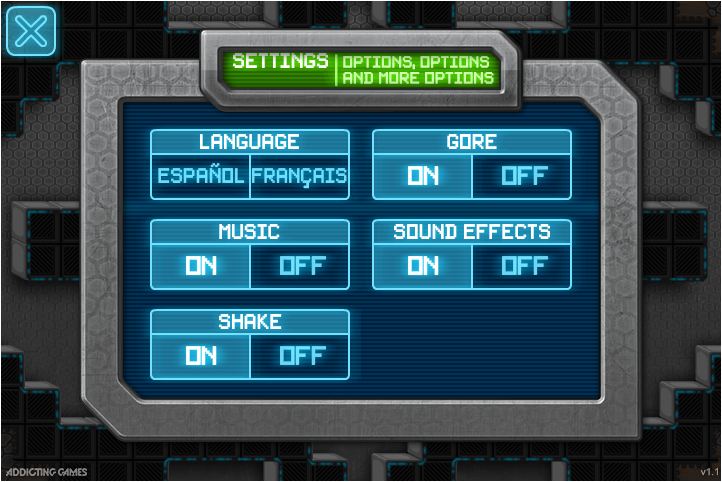 SETTINGS
OPTIONS, OPTIONS
AND MORE OPTIONS
LANGUAGE
ESPAÑOL FRANÇAIS
GORE
ON OFF
MUSIC
ON OFF
SOUND EFFECTS
ON OFF
SHAKE
ON OFF
ADDICTING GAMES
v1.1